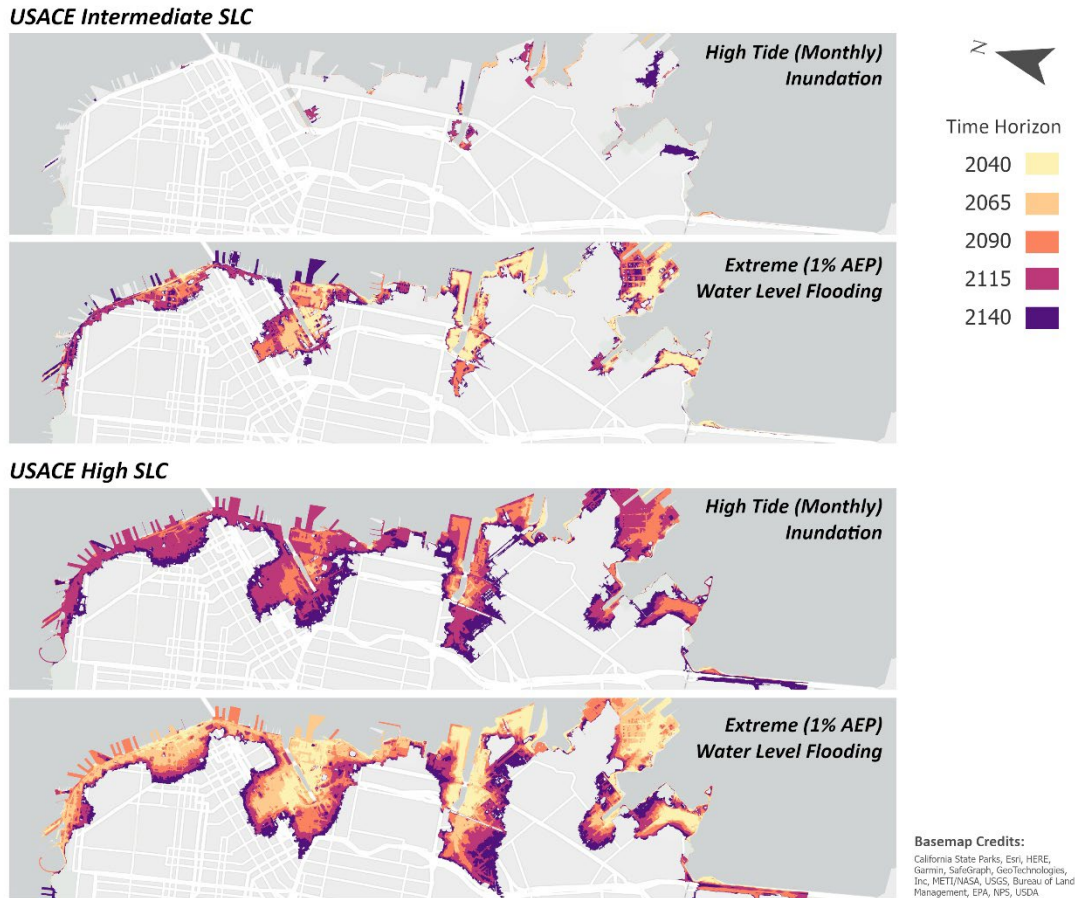 USACE Intermediate SLC
High Tide (Monthly)
Inundation
Extreme (1% AEP)
Water Level Flooding
USACE High SLC
High Tide (Monthly)
Inundation
Extreme (1% AEP)
Water Level Flooding
N
Time Horizon
2040
2065
2090
2115
2140
Basemap Credits:
California State Parks, Esri, HERE,
Garmin, SafeGraph, GeoTechnologies,
Inc, METI/NASA, USGS, Bureau of Land
Management, EPA, NPS, USDA